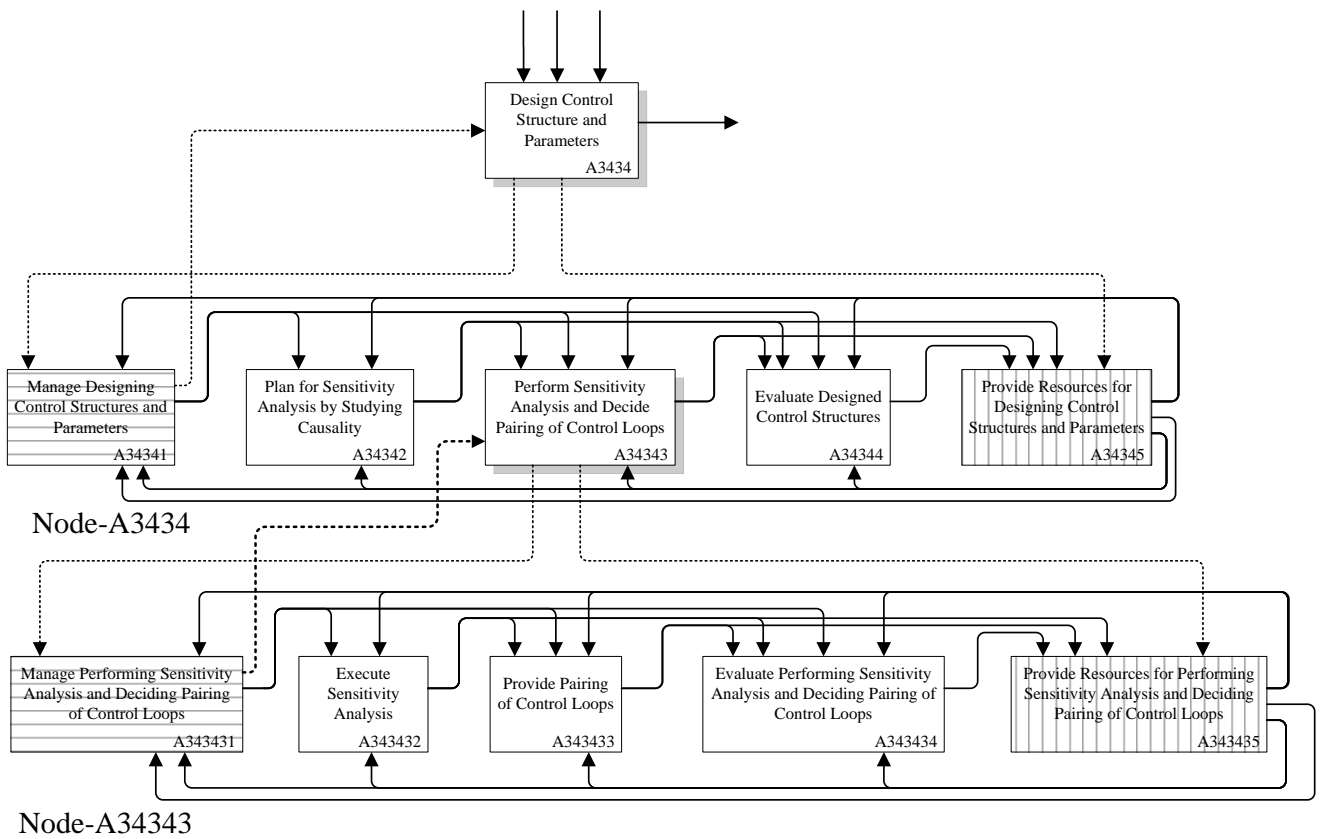 Design Control
Structure and
Parameters
A3434
Manage Designing
Control Structures and
Parameters
A34341
Plan for Sensitivity
Analysis by Studying
Causality
A34342
Perform Sensitivity
Analysis and Decide
Pairing of Control Loops
A34343
Evaluate Designed
Control Structures
A34344
Provide Resources for
Designing Control
Structures and Parameters
A34345
Node-A3434
Manage Performing Sensitivity
Analysis and Deciding Pairing
of Control Loops
A343431
Execute
Sensitivity
Analysis
A343432
Provide Pairing
of Control Loops
A343433
Evaluate Performing Sensitivity
Analysis and Deciding Pairing of
Control Loops
A343434
Provide Resources for Performing
Sensitivity Analysis and Deciding
Pairing of Control Loops
A343435
Node-A34343